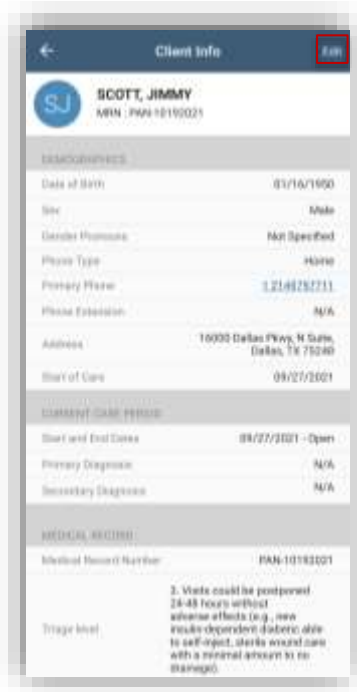 Client Info
Edit
SJ
SCOTT, JIMMY
MRN : PAN-10192021
DEMOGRAPHICS
Date of Birth 01/16/1950
Sex Male
Gender Pronouns Not Specified
Phone Type Home
Primary Phone 1.2148782711
Phone Extension N/A
Address 16000 Dallas Pkwy, N Suite,
Dallas, TX 75248
Start of Care 09/27/2021
CURRENT CARE PERIOD
Start and End Dates 09/27/2021 - Open
Primary Diagnosis N/A
Secondary Diagnosis N/A
MEDICAL RECORD
Medical Record Number PAN-10192021
Triage level
3. Visits could be postponed
24-48 hours without
adverse effects (e.g., new
insulin-dependent diabetic able
to self-inject, sterile wound care
with a minimal amount to no
drainage).